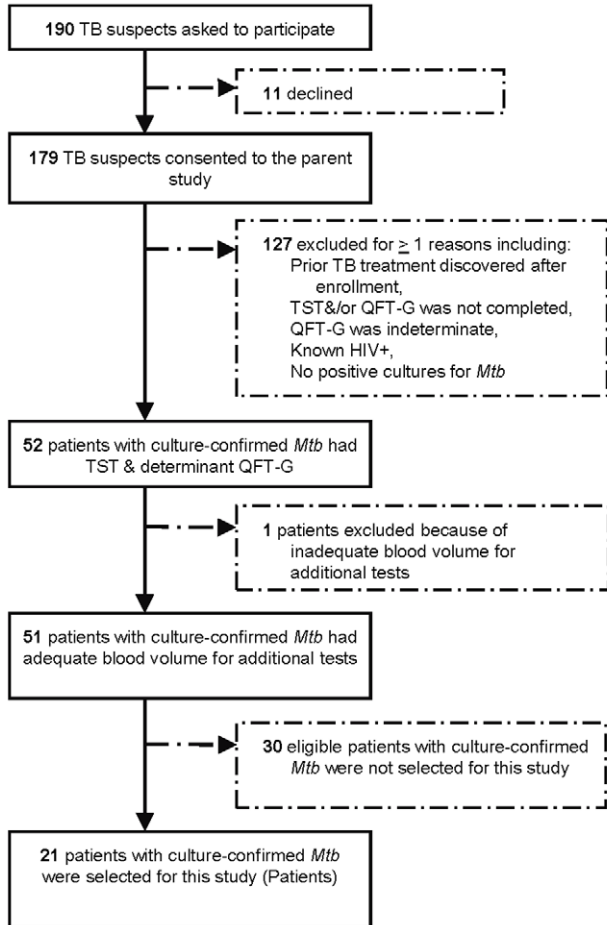 190 TB suspects asked to participate
11 declined
179 TB suspects consented to the parent
study
127 excluded for ≥ 1 reasons including:
Prior TB treatment discovered after
enrollment,
TST&/or QFT-G was not completed,
QFT-G was indeterminate,
Known HIV+,
No positive cultures for Mtb
52 patients with culture-confirmed Mtb had
TST & determinant QFT-G
1 patients excluded because of
inadequate blood volume for
additional tests
51 patients with culture-confirmed Mtb had
adequate blood volume for additional tests
30 eligible patients with culture-confirmed
Mtb were not selected for this study
21 patients with culture-confirmed Mtb
were selected for this study (Patients)